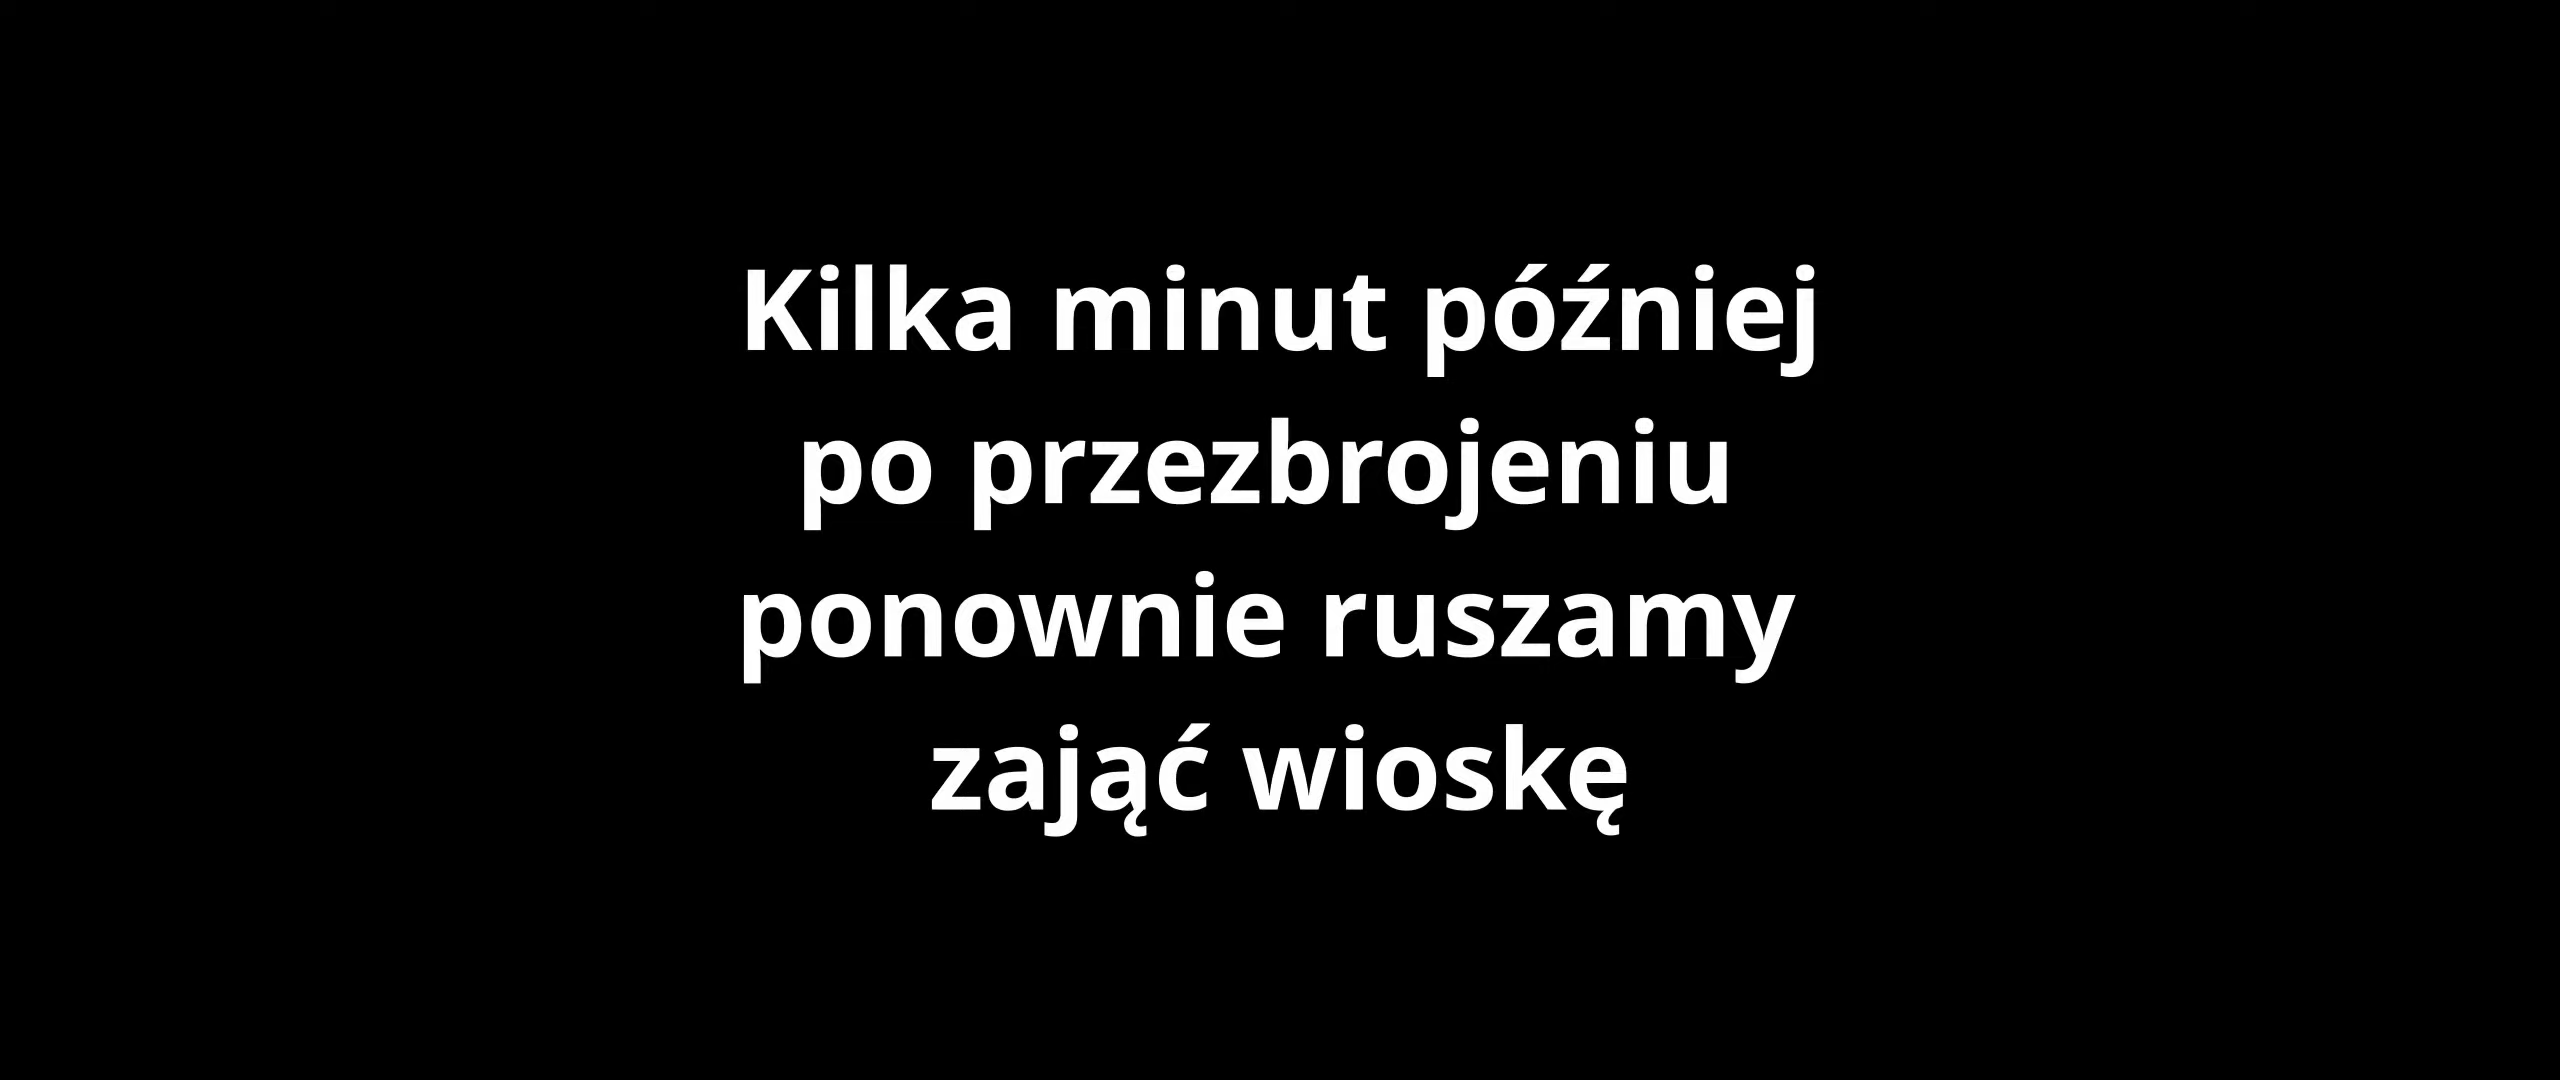 Kilka minut później
po przezbrojeniu
ponownie ruszamy
zająć wioskę